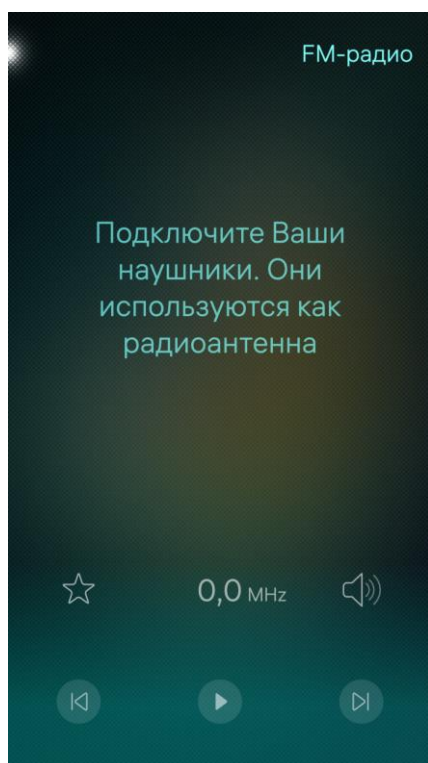 FM-радио
Подключите Ваши
наушники. Они
используются как
радиоантенна
0,0 MHz